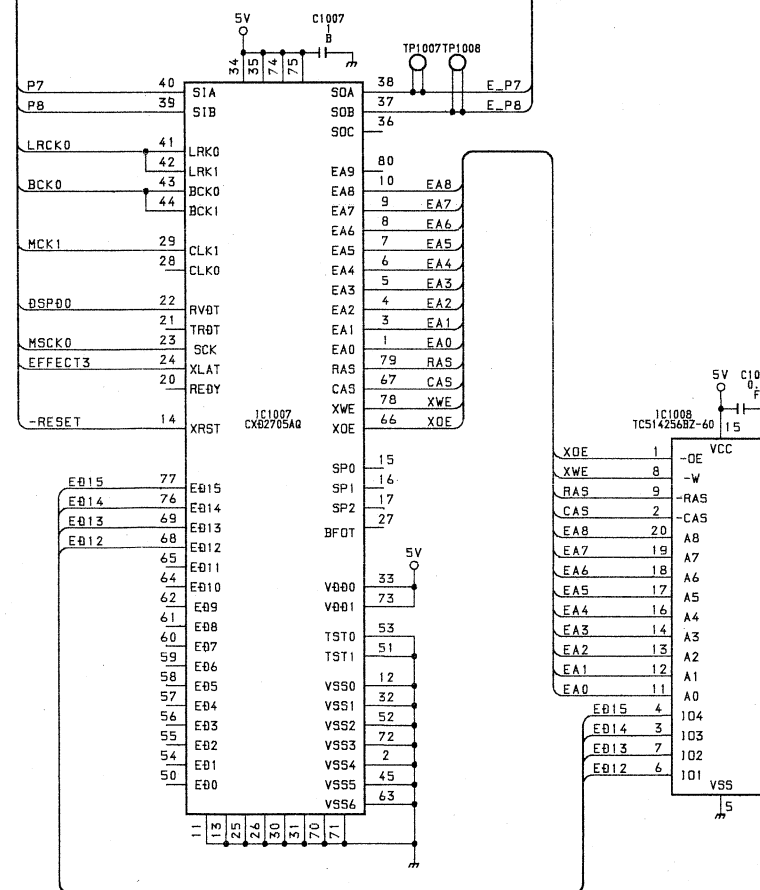 5V
C1007
1
B
34
35
74
75
TP1007 TP1008
P7 40 SIA
P8 39 SIB
LRCK0 41 LRK0
42 LRK1
BCK0 43 BCK0
44 BCK1
MCK1 29 CLK1
28 CLK0
DSPD0 22 RVDT
21 TRDT
MSCK0 23 SCK
EFFECT3 24 XLAT
20 REDY
-RESET 14 XRST
IC1007
CXD2705AQ
ED15 77 ED15
ED14 76 ED14
ED13 69 ED13
ED12 68 ED12
65 ED11
64 ED10
62 ED9
61 ED8
60 ED7
59 ED6
58 ED5
57 ED4
56 ED3
55 ED2
54 ED1
50 ED0
SOA 38 E_P7
SOB 37 E_P8
SOC 36
EA9 80
EA8 10 EA8
EA7 9 EA7
EA6 8 EA6
EA5 7 EA5
EA4 6 EA4
EA3 5 EA3
EA2 4 EA2
EA1 3 EA1
EA0 1 EA0
RAS 79 RAS
CAS 67 CAS
XWE 78 XWE
XOE 66 XOE
SP0 15
SP1 16
SP2 17
BFOT 27
5V
VDD0 33
VDD1 73
TST0 53
TST1 51
VSS0 12
VSS1 32
VSS2 52
VSS3 72
VSS4 2
VSS5 45
VSS6 63
11
13
25
26
30
31
70
71
5V
C10
0.
F
IC1008
TC514256BZ-60
15
VCC
XOE 1 -OE
XWE 8 -W
RAS 9 -RAS
CAS 2 -CAS
EA8 20 A8
EA7 19 A7
EA6 18 A6
EA5 17 A5
EA4 16 A4
EA3 14 A3
EA2 13 A2
EA1 12 A1
EA0 11 A0
ED15 4 IO4
ED14 3 IO3
ED13 7 IO2
ED12 6 IO1
VSS
5